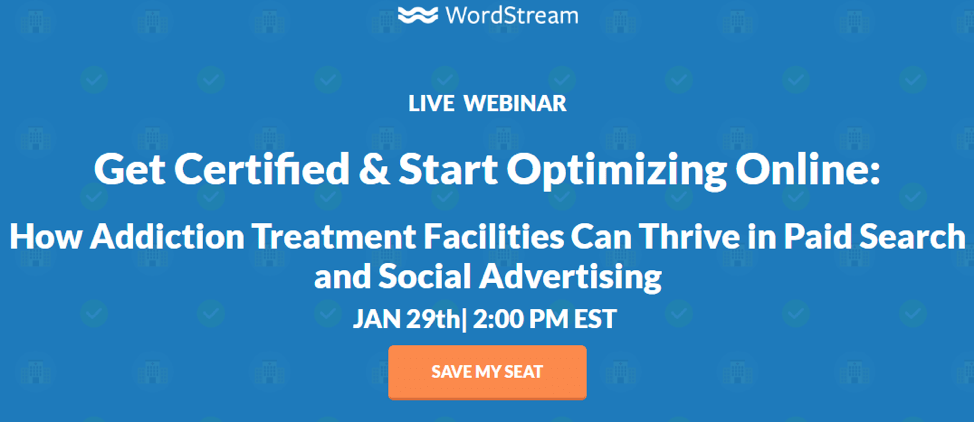 WordStream
LIVE WEBINAR
Get Certified & Start Optimizing Online:
How Addiction Treatment Facilities Can Thrive in Paid Search
and Social Advertising
JAN 29th| 2:00 PM EST
SAVE MY SEAT